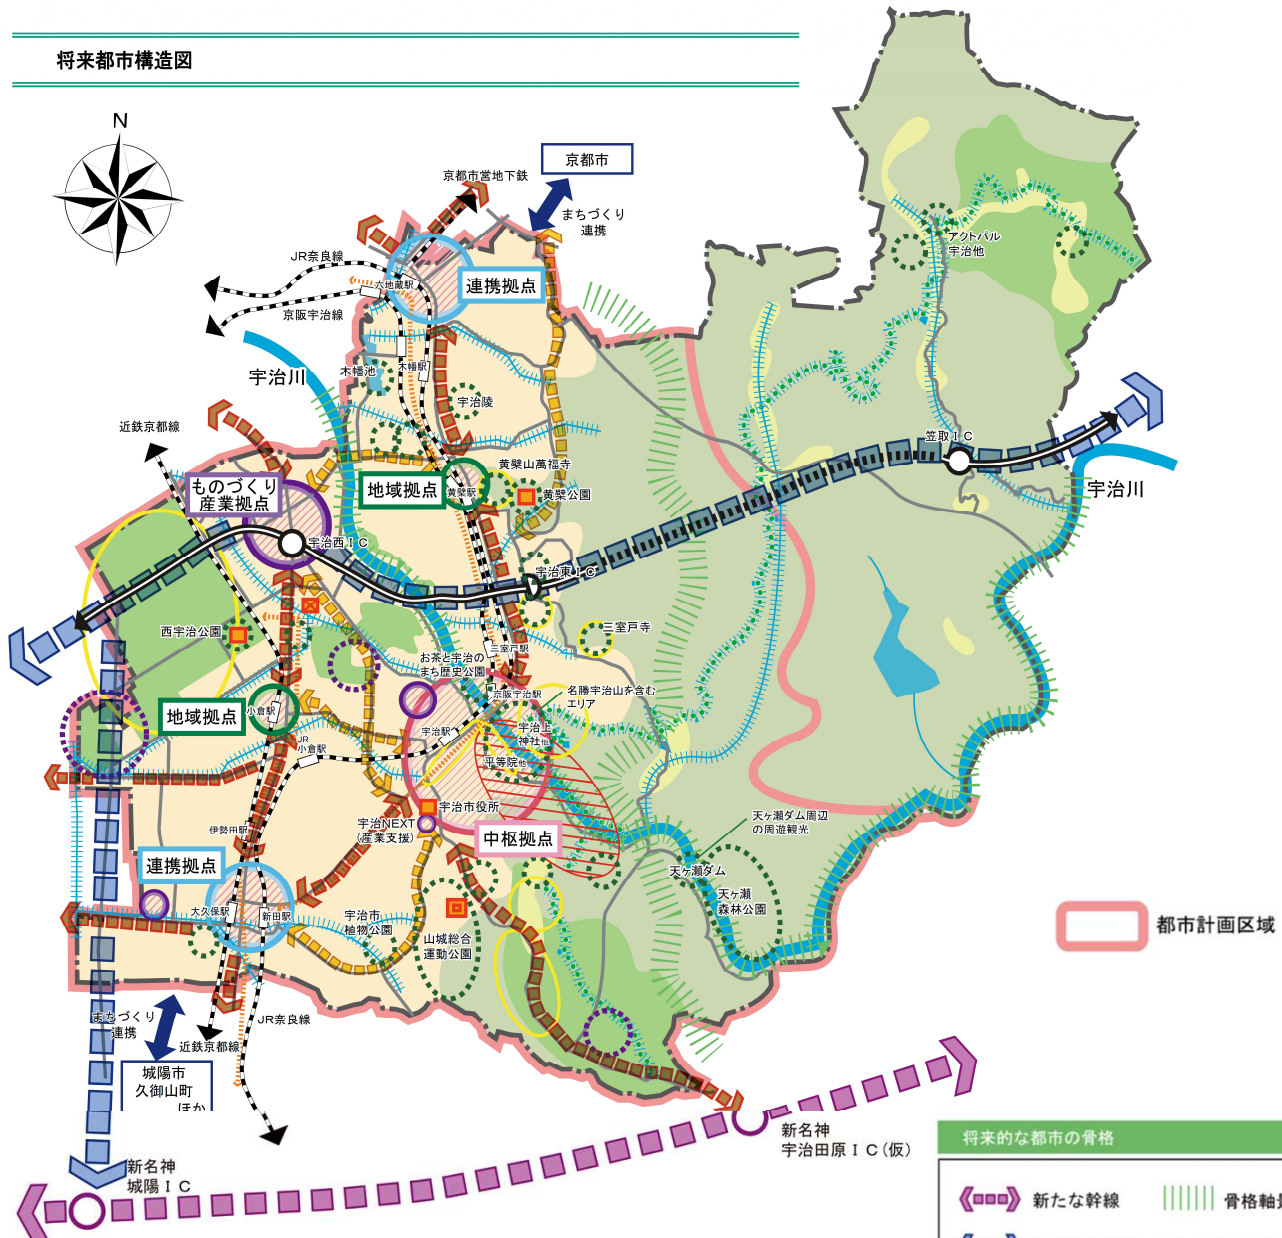 将来都市構造図
N
京都市
京都市営地下鉄
まちづくり
連携
JR奈良線
六地蔵駅
連携拠点
京阪宇治線
アクトパル
宇治他
宇治川
木幡池
木幡駅
宇治陵
近鉄京都線
笠取ＩＣ
ものづくり
産業拠点
地域拠点
黄檗山萬福寺
黄檗駅
黄檗公園
宇治川
宇治西ＩＣ
宇治東ＩＣ
西宇治公園
三室戸寺
三室戸駅
お茶と宇治の
まち歴史公園
京阪宇治駅
名勝宇治山を含む
エリア
地域拠点
小倉駅
宇治駅
宇治上
神社他
JR
小倉駅
平等院他
宇治市役所
宇治NEXT
（産業支援）
中枢拠点
天ヶ瀬ダム周辺
の周遊観光
伊勢田駅
連携拠点
天ヶ瀬ダム
天ヶ瀬
森林公園
大久保駅
新田駅
宇治市
植物公園
山城総合
運動公園
都市計画区域
まちづくり
連携
近鉄京都線
JR奈良線
城陽市
久御山町
ほか
新名神
宇治田原ＩＣ(仮)
新名神
城陽ＩＣ
将来的な都市の骨格
新たな幹線
骨格軸景